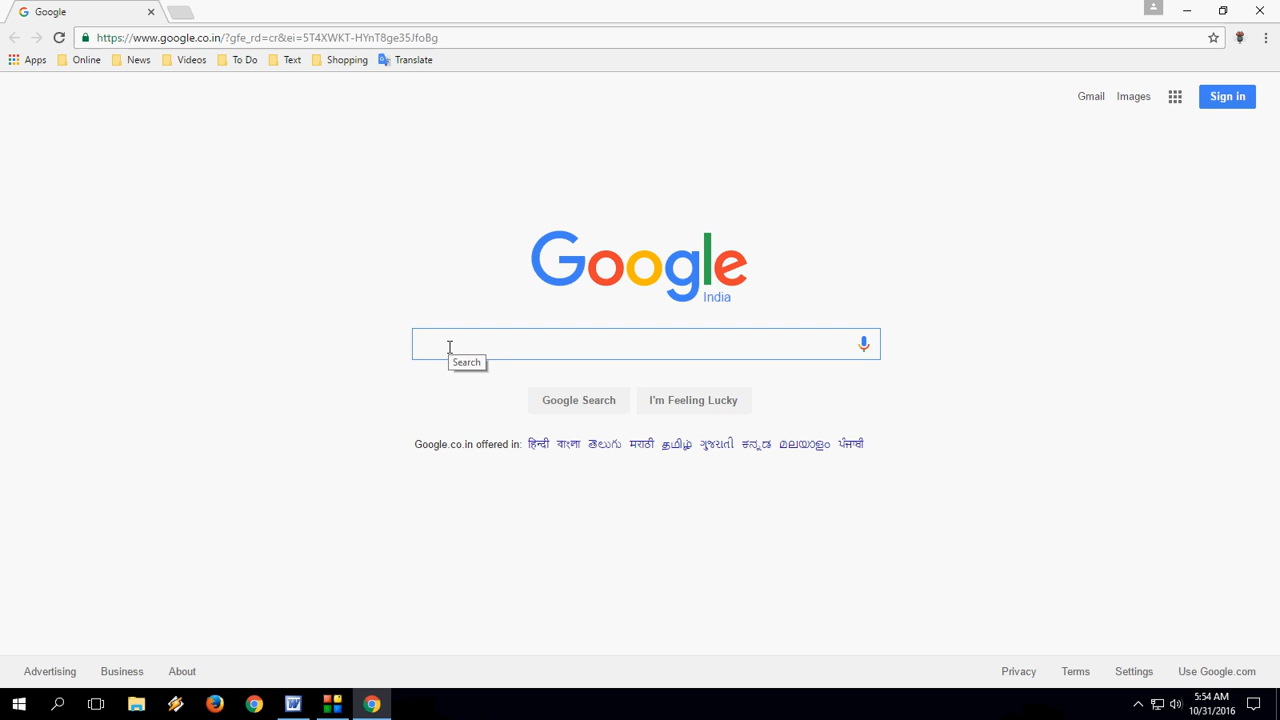 Google
https://www.google.co.in/?gfe_rd=cr&ei=5T4XWKT-HYnT8ge35JfoBg
Apps Online News Videos To Do Text Shopping Translate
Gmail Images Sign in
Google
India
Search
Google Search I'm Feeling Lucky
Google.co.in offered in: हिन्दी বাংলা తెలుగు मराठी தமிழ் ગુજરાતી ಕನ್ನಡ മലയാളം ਪੰਜਾਬੀ
Advertising Business About Privacy Terms Settings Use Google.com
5:54 AM
10/31/2016